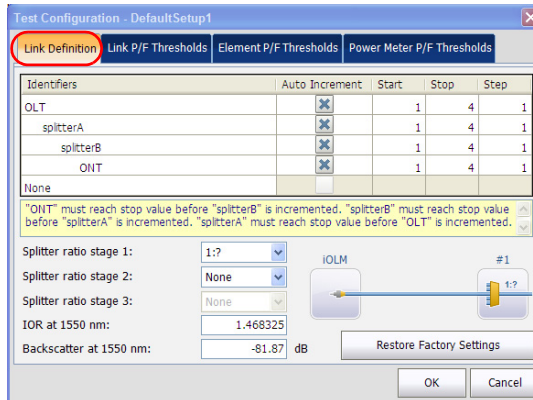 Test Configuration - DefaultSetup1
Link Definition Link P/F Thresholds Element P/F Thresholds Power Meter P/F Thresholds
Identifiers Auto Increment Start Stop Step
OLT 1 4 1
splitterA 1 4 1
splitterB 1 4 1
ONT 1 4 1
None
"ONT" must reach stop value before "splitterB" is incremented. "splitterB" must reach stop value
before "splitterA" is incremented. "splitterA" must reach stop value before "OLT" is incremented.
Splitter ratio stage 1: 1:?
Splitter ratio stage 2: None
Splitter ratio stage 3: None
IOR at 1550 nm: 1.468325
Backscatter at 1550 nm: -81.87 dB
iOLM #1
1:?
Restore Factory Settings
OK Cancel